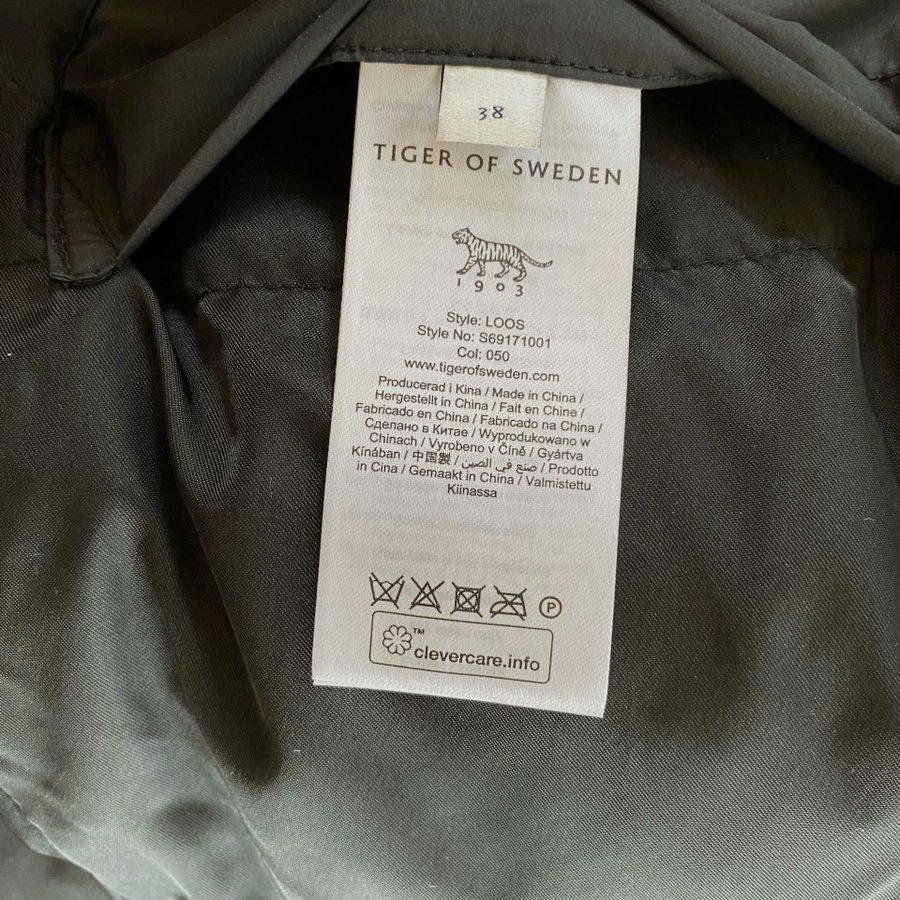 38
TIGER OF SWEDEN
1903
Style: LOOS
Style No: S69171001
Col: 050
www.tigerofsweden.com
Producerad i Kina / Made in China /
Hergestellt in China / Fait en Chine /
Fabricado en China / Fabricado na China /
Сделано в Китае / Wyprodukowano w
Chinach / Vyrobeno v Číně / Gyártva
Kínában / 中国製 / صنع في الصين / Prodotto
in Cina / Gemaakt in China / Valmistettu
Kiinassa
P
™
clevercare.info